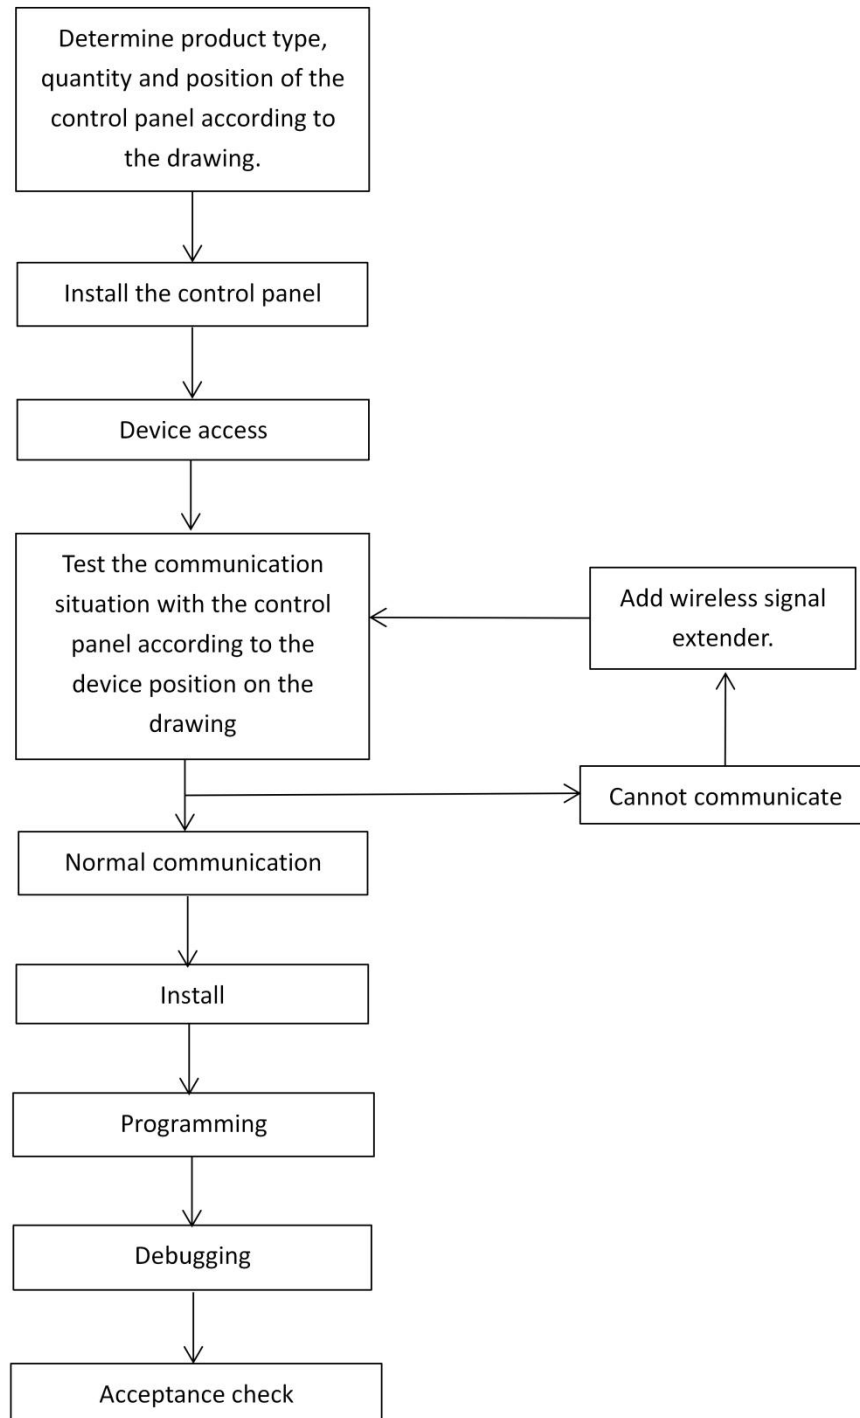 Determine product type,
quantity and position of the
control panel according to
the drawing.
Install the control panel
Device access
Test the communication
situation with the control
panel according to the
device position on the
drawing
Add wireless signal
extender.
Cannot communicate
Normal communication
Install
Programming
Debugging
Acceptance check